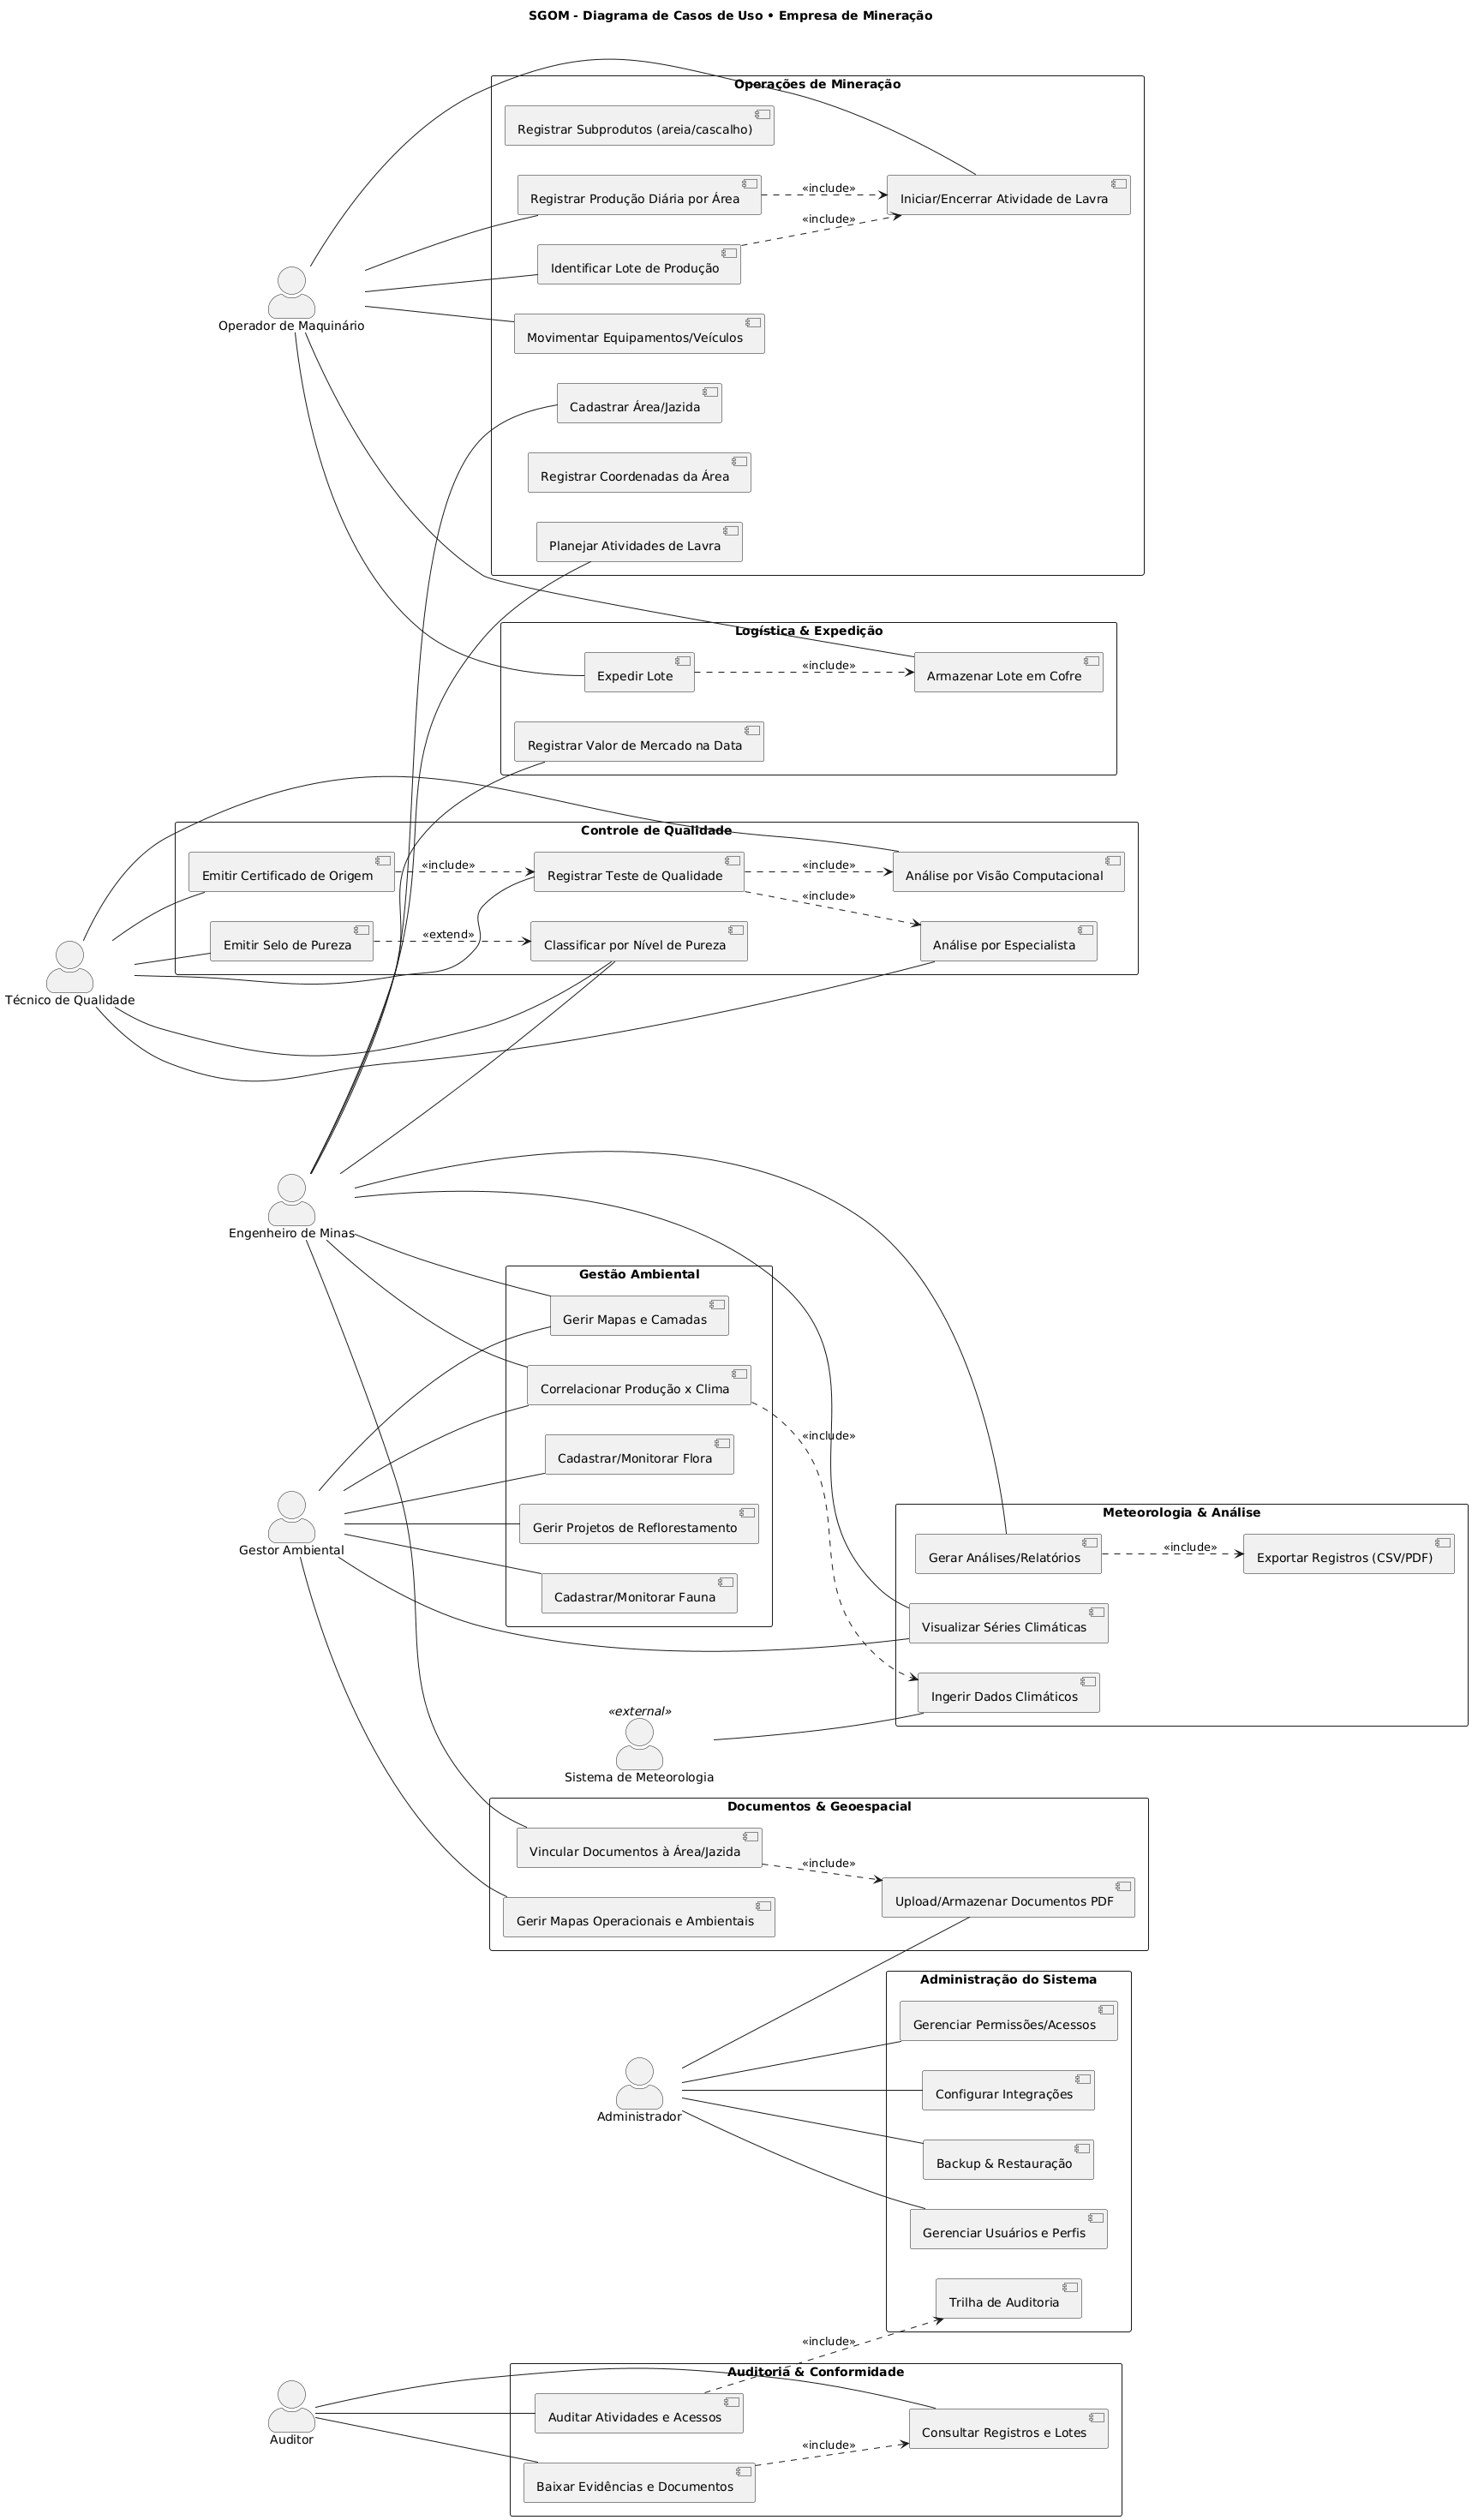 SGOM - Diagrama de Casos de Uso • Empresa de Mineração
Operações de Mineração
Registrar Subprodutos (areia/cascalho)
Registrar Produção Diária por Área
«include»
Iniciar/Encerrar Atividade de Lavra
«include»
Identificar Lote de Produção
Operador de Maquinário
Movimentar Equipamentos/Veículos
Cadastrar Área/Jazida
Registrar Coordenadas da Área
Planejar Atividades de Lavra
Logística & Expedição
Expedir Lote
«include»
Armazenar Lote em Cofre
Registrar Valor de Mercado na Data
Controle de Qualidade
Emitir Certificado de Origem
«include»
Registrar Teste de Qualidade
«include»
Análise por Visão Computacional
«include»
Emitir Selo de Pureza
«extend»
Classificar por Nível de Pureza
Análise por Especialista
Técnico de Qualidade
Engenheiro de Minas
Gestão Ambiental
Gerir Mapas e Camadas
Correlacionar Produção x Clima
«include»
Cadastrar/Monitorar Flora
Gerir Projetos de Reflorestamento
Gestor Ambiental
Cadastrar/Monitorar Fauna
Meteorologia & Análise
Gerar Análises/Relatórios
«include»
Exportar Registros (CSV/PDF)
Visualizar Séries Climáticas
Ingerir Dados Climáticos
«external»
Sistema de Meteorologia
Documentos & Geoespacial
Vincular Documentos à Área/Jazida
«include»
Upload/Armazenar Documentos PDF
Gerir Mapas Operacionais e Ambientais
Administração do Sistema
Gerenciar Permissões/Acessos
Configurar Integrações
Administrador
Backup & Restauração
Gerenciar Usuários e Perfis
Trilha de Auditoria
«include»
Auditoria & Conformidade
Auditar Atividades e Acessos
Consultar Registros e Lotes
Auditor
«include»
Baixar Evidências e Documentos